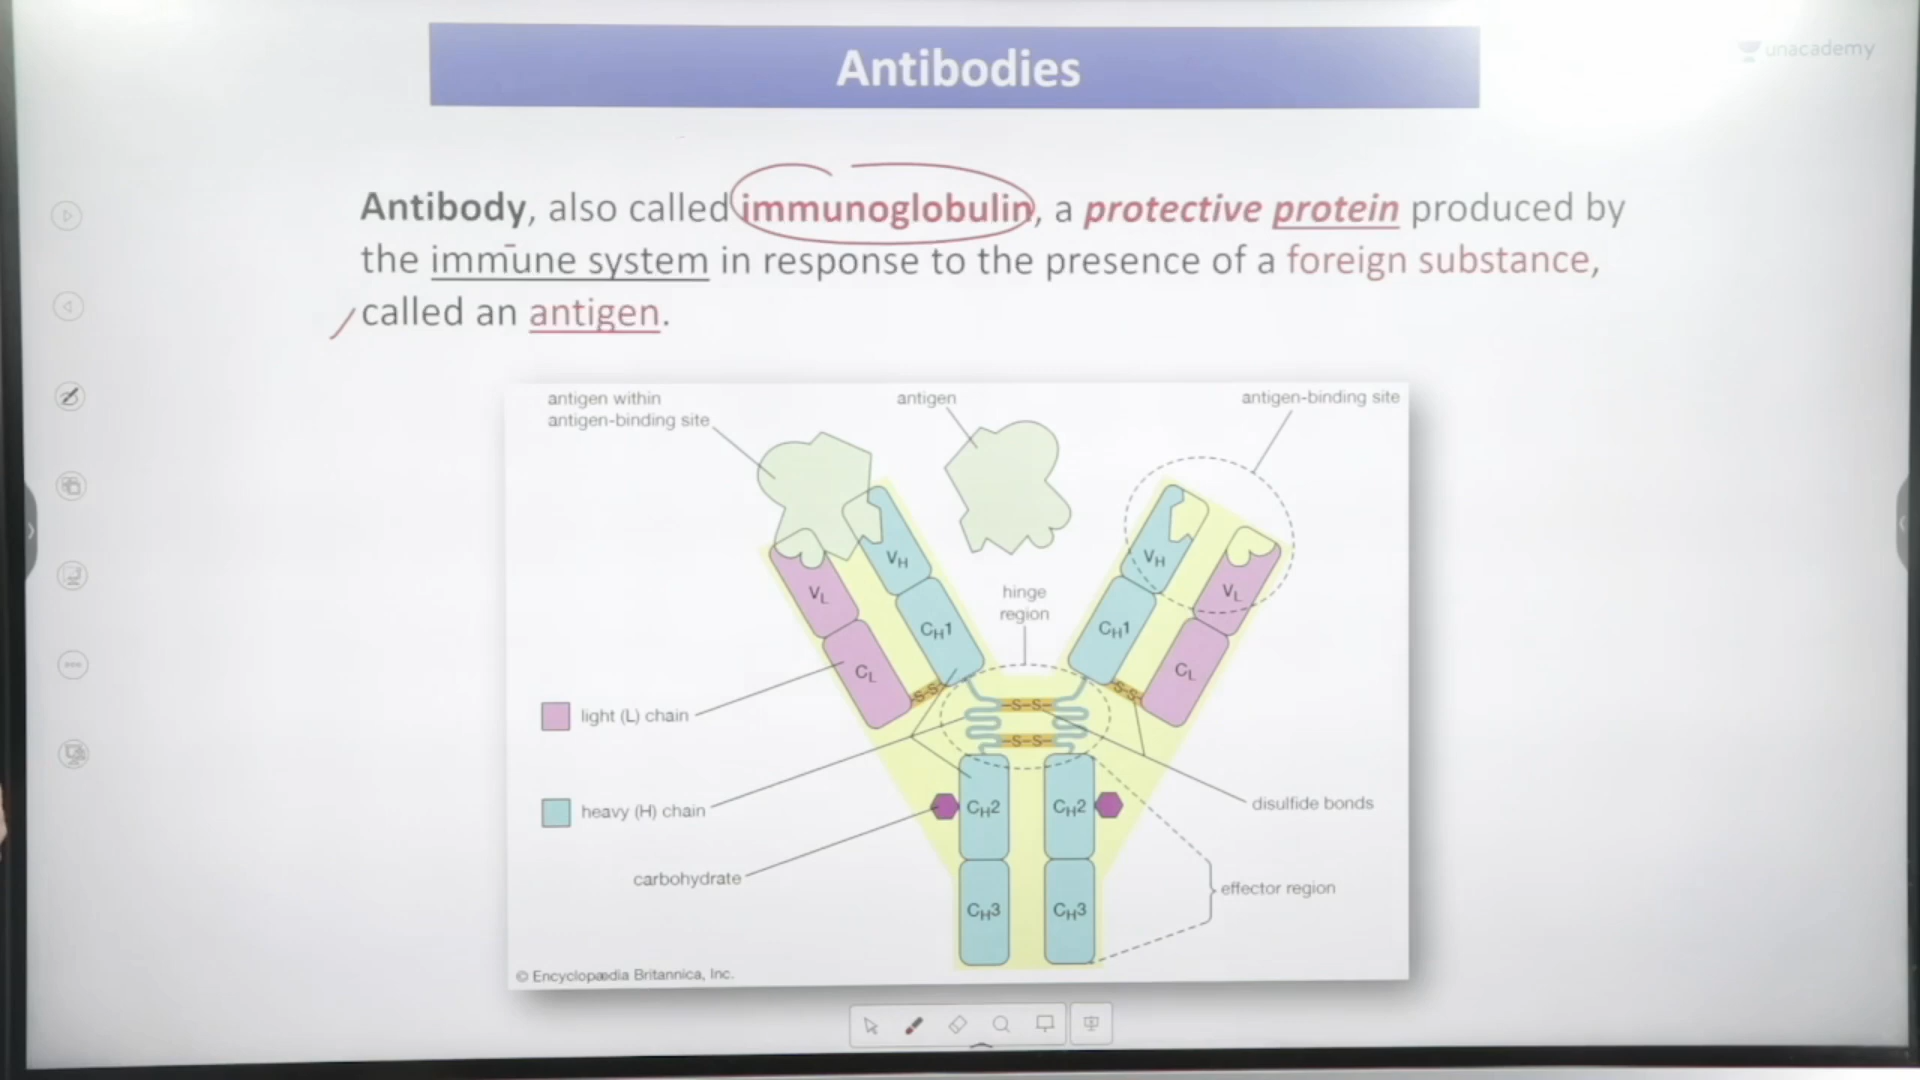 Antibodies
unacademy
Antibody, also called immunoglobulin, a protective protein produced by
the immune system in response to the presence of a foreign substance,
called an antigen.
antigen within
antigen-binding site
antigen
antigen-binding site
VH
VL
VH
VL
hinge
region
CH1
CL
CH1
CL
-S-S-
-S-S-
-S-S-
-S-S-
light (L) chain
heavy (H) chain
CH2
CH2
disulfide bonds
carbohydrate
effector region
CH3
CH3
© Encyclopædia Britannica, Inc.